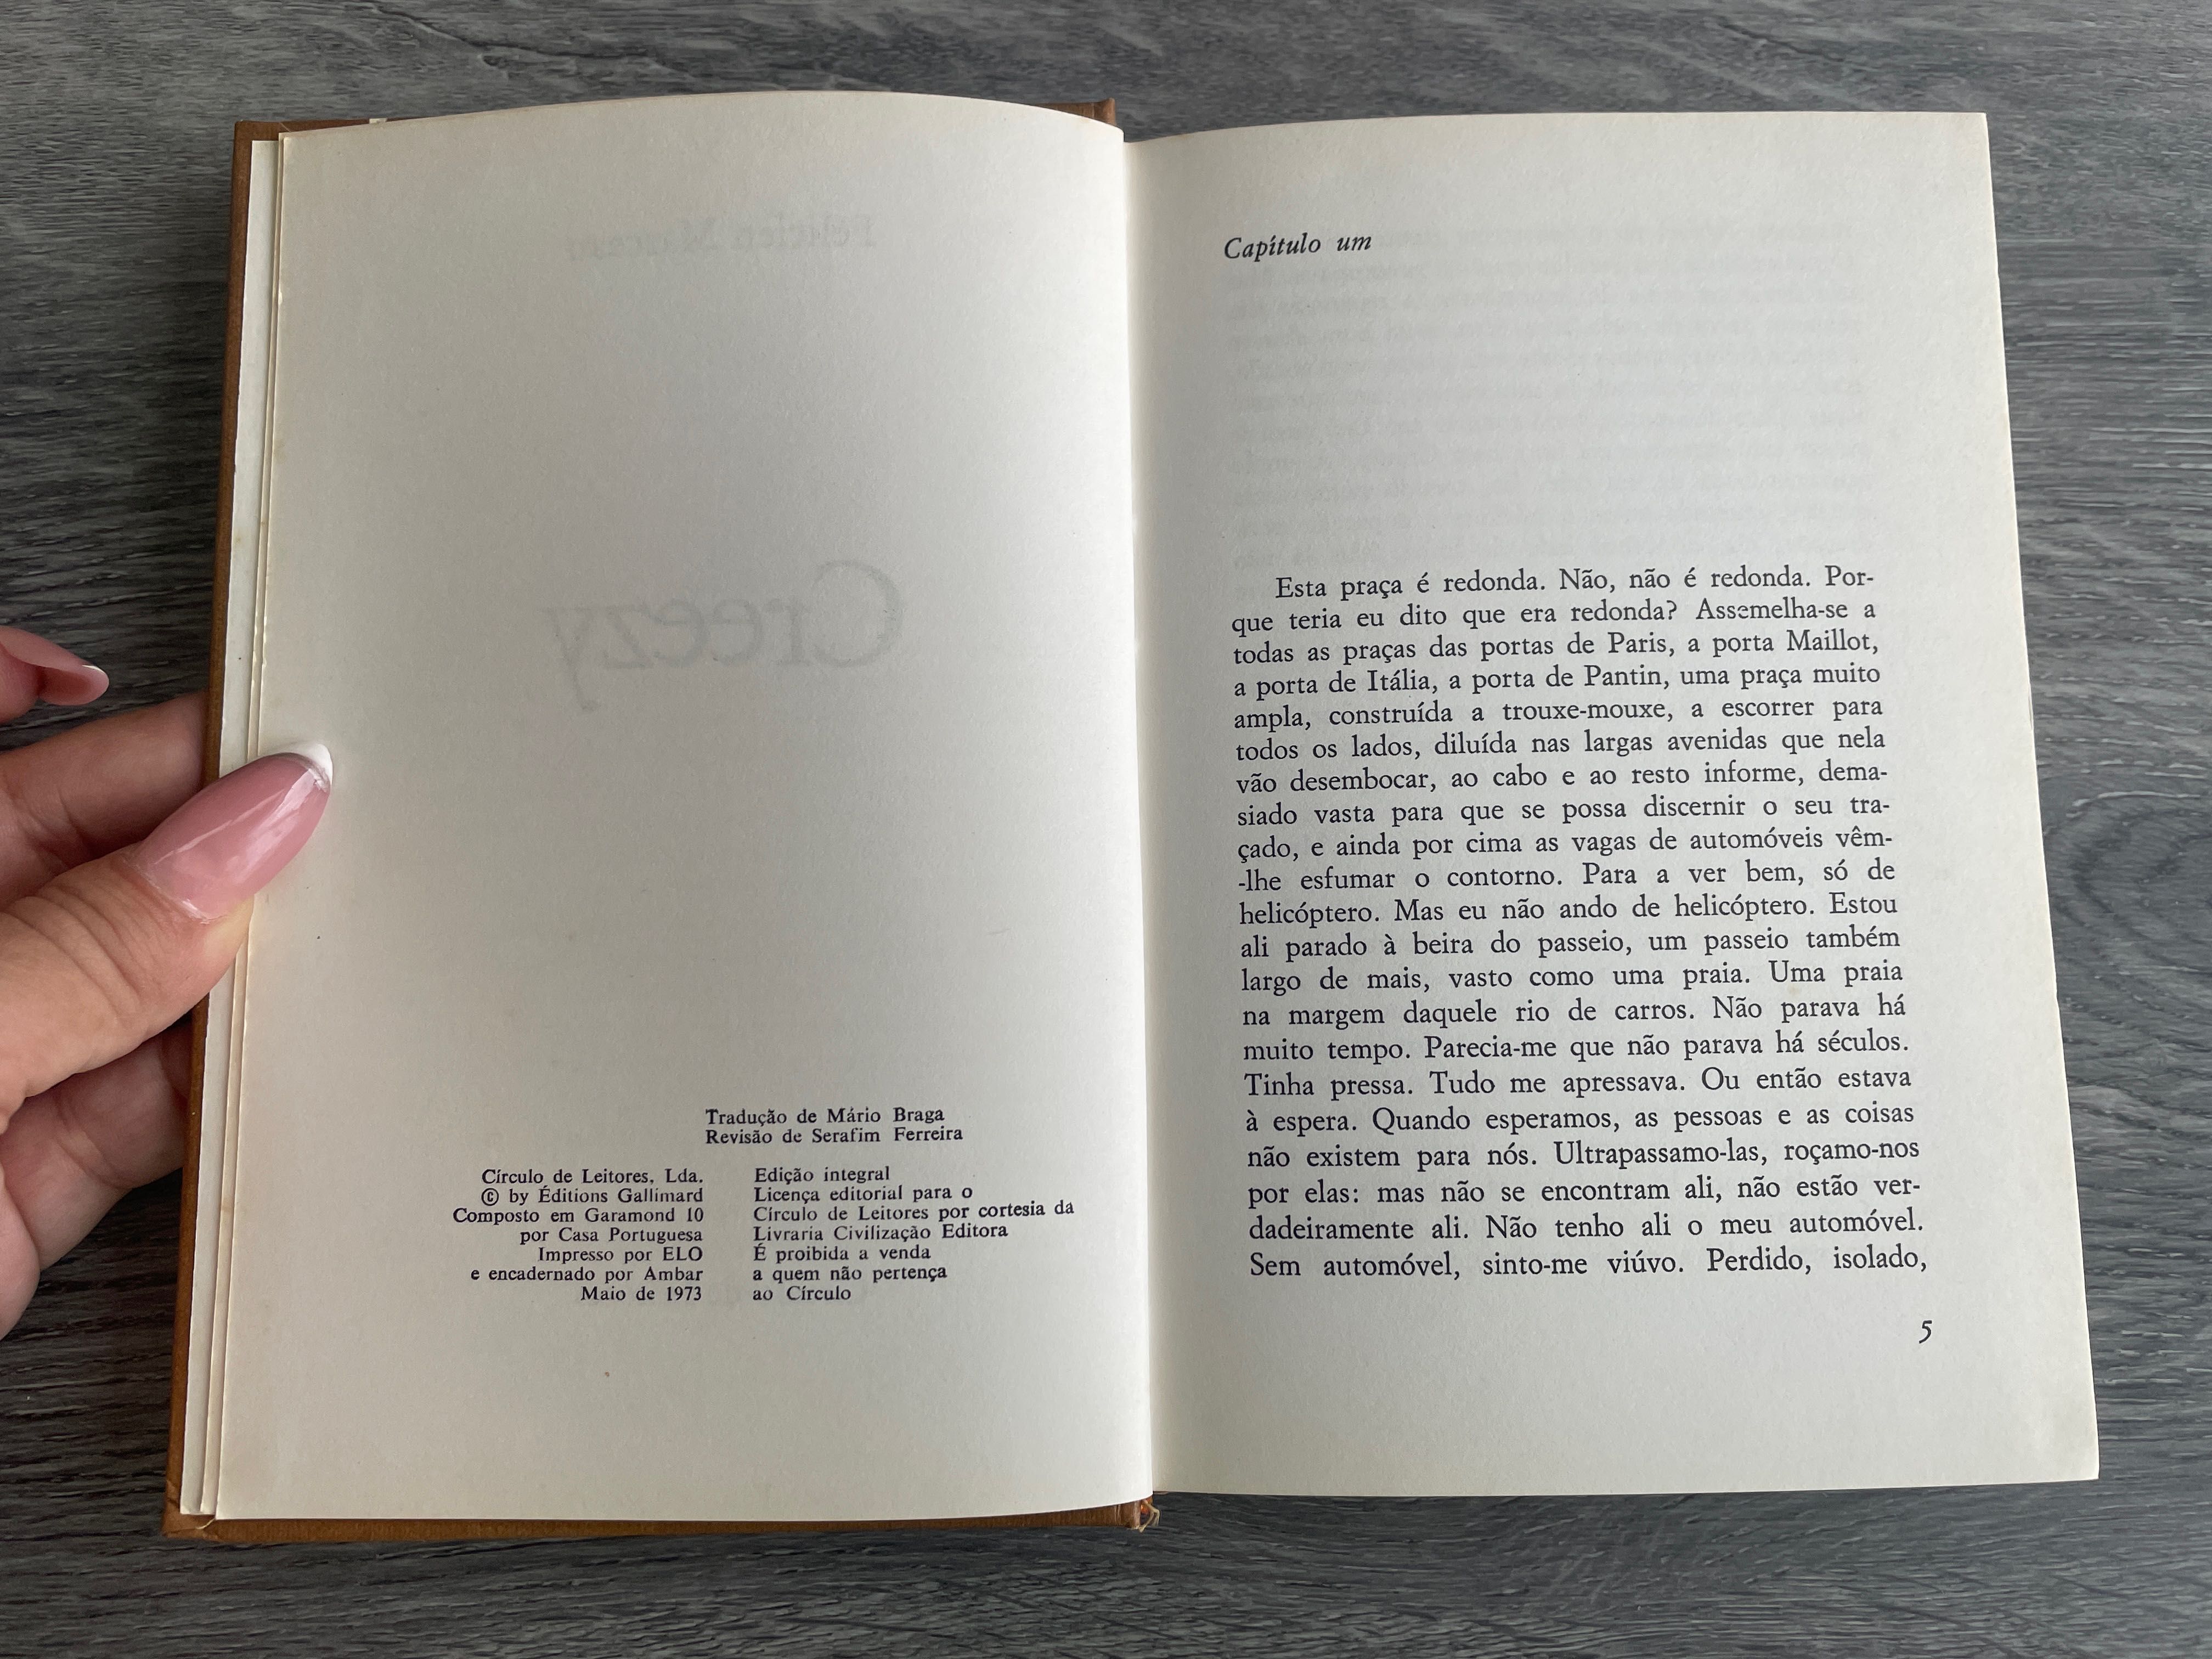 Tradução de Mário Braga
Revisão de Serafim Ferreira
Círculo de Leitores, Lda.
© by Éditions Gallimard
Composto em Garamond 10
por Casa Portuguesa
Impresso por ELO
e encadernado por Ambar
Maio de 1973
Edição integral
Licença editorial para o
Círculo de Leitores por cortesia da
Livraria Civilização Editora
É proibida a venda
a quem não pertença
ao Círculo
Creezy
Capítulo um
Esta praça é redonda. Não, não é redonda. Por-
que teria eu dito que era redonda? Assemelha-se a
todas as praças das portas de Paris, a porta Maillot,
a porta de Itália, a porta de Pantin, uma praça muito
ampla, construída a trouxe-mouxe, a escorrer para
todos os lados, diluída nas largas avenidas que nela
vão desembocar, ao cabo e ao resto informe, dema-
siado vasta para que se possa discernir o seu tra-
çado, e ainda por cima as vagas de automóveis vêm-
-lhe esfumar o contorno. Para a ver bem, só de
helicóptero. Mas eu não ando de helicóptero. Estou
ali parado à beira do passeio, um passeio também
largo de mais, vasto como uma praia. Uma praia
na margem daquele rio de carros. Não parava há
muito tempo. Parecia-me que não parava há séculos.
Tinha pressa. Tudo me apressava. Ou então estava
à espera. Quando esperamos, as pessoas e as coisas
não existem para nós. Ultrapassamo-las, roçamo-nos
por elas: mas não se encontram ali, não estão ver-
dadeiramente ali. Não tenho ali o meu automóvel.
Sem automóvel, sinto-me viúvo. Perdido, isolado,
5